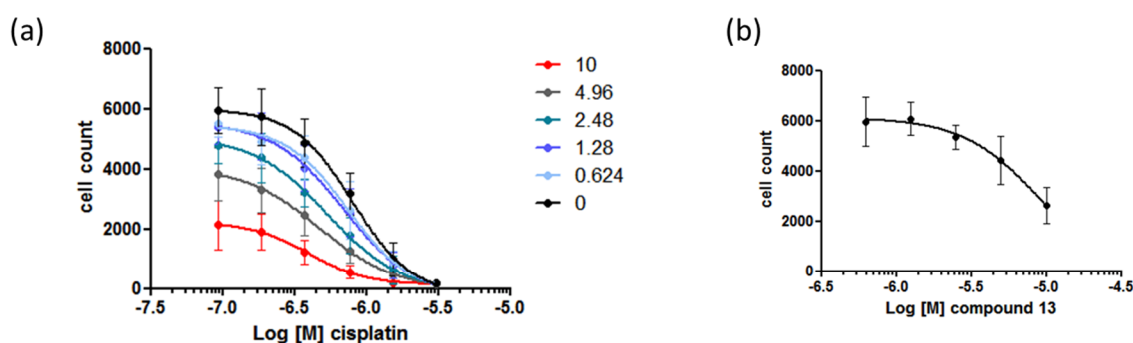 (a)
8000
6000
4000
2000
0
cell count
-7.5 -7.0 -6.5 -6.0 -5.5 -5.0
Log [M] cisplatin
10
4.96
2.48
1.28
0.624
0
(b)
8000
6000
4000
2000
0
cell count
-6.5 -6.0 -5.5 -5.0 -4.5
Log [M] compound 13